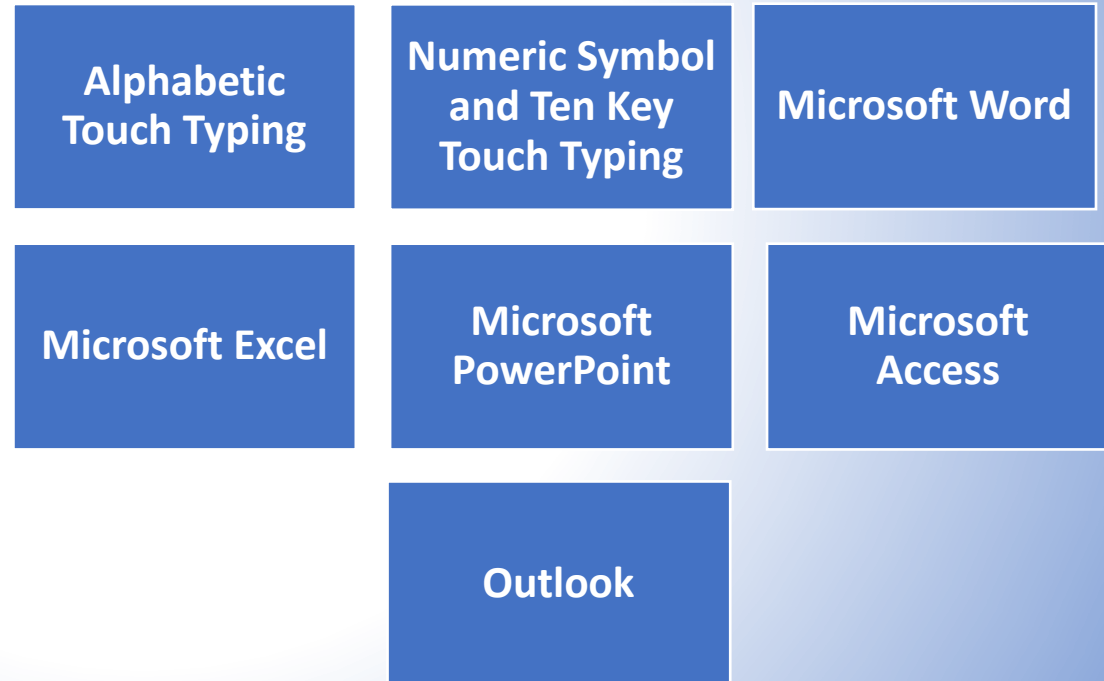 Alphabetic
Touch Typing
Numeric Symbol
and Ten Key
Touch Typing
Microsoft Word
Microsoft Excel
Microsoft
PowerPoint
Microsoft
Access
Outlook